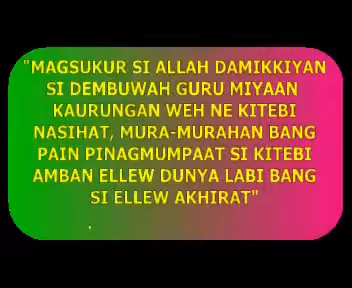 "MAGSUKUR SI ALLAH DAMIKKIYAN
SI DEMBUWAH GURU MIYAAN
KAURUNGAN WEH NE KITEBI
NASIHAT, MURA-MURAHAN BANG
PAIN PINAGMUMPAAT SI KITEBI
AMBAN ELLEW DUNYA LABI BANG
SI ELLEW AKHIRAT"